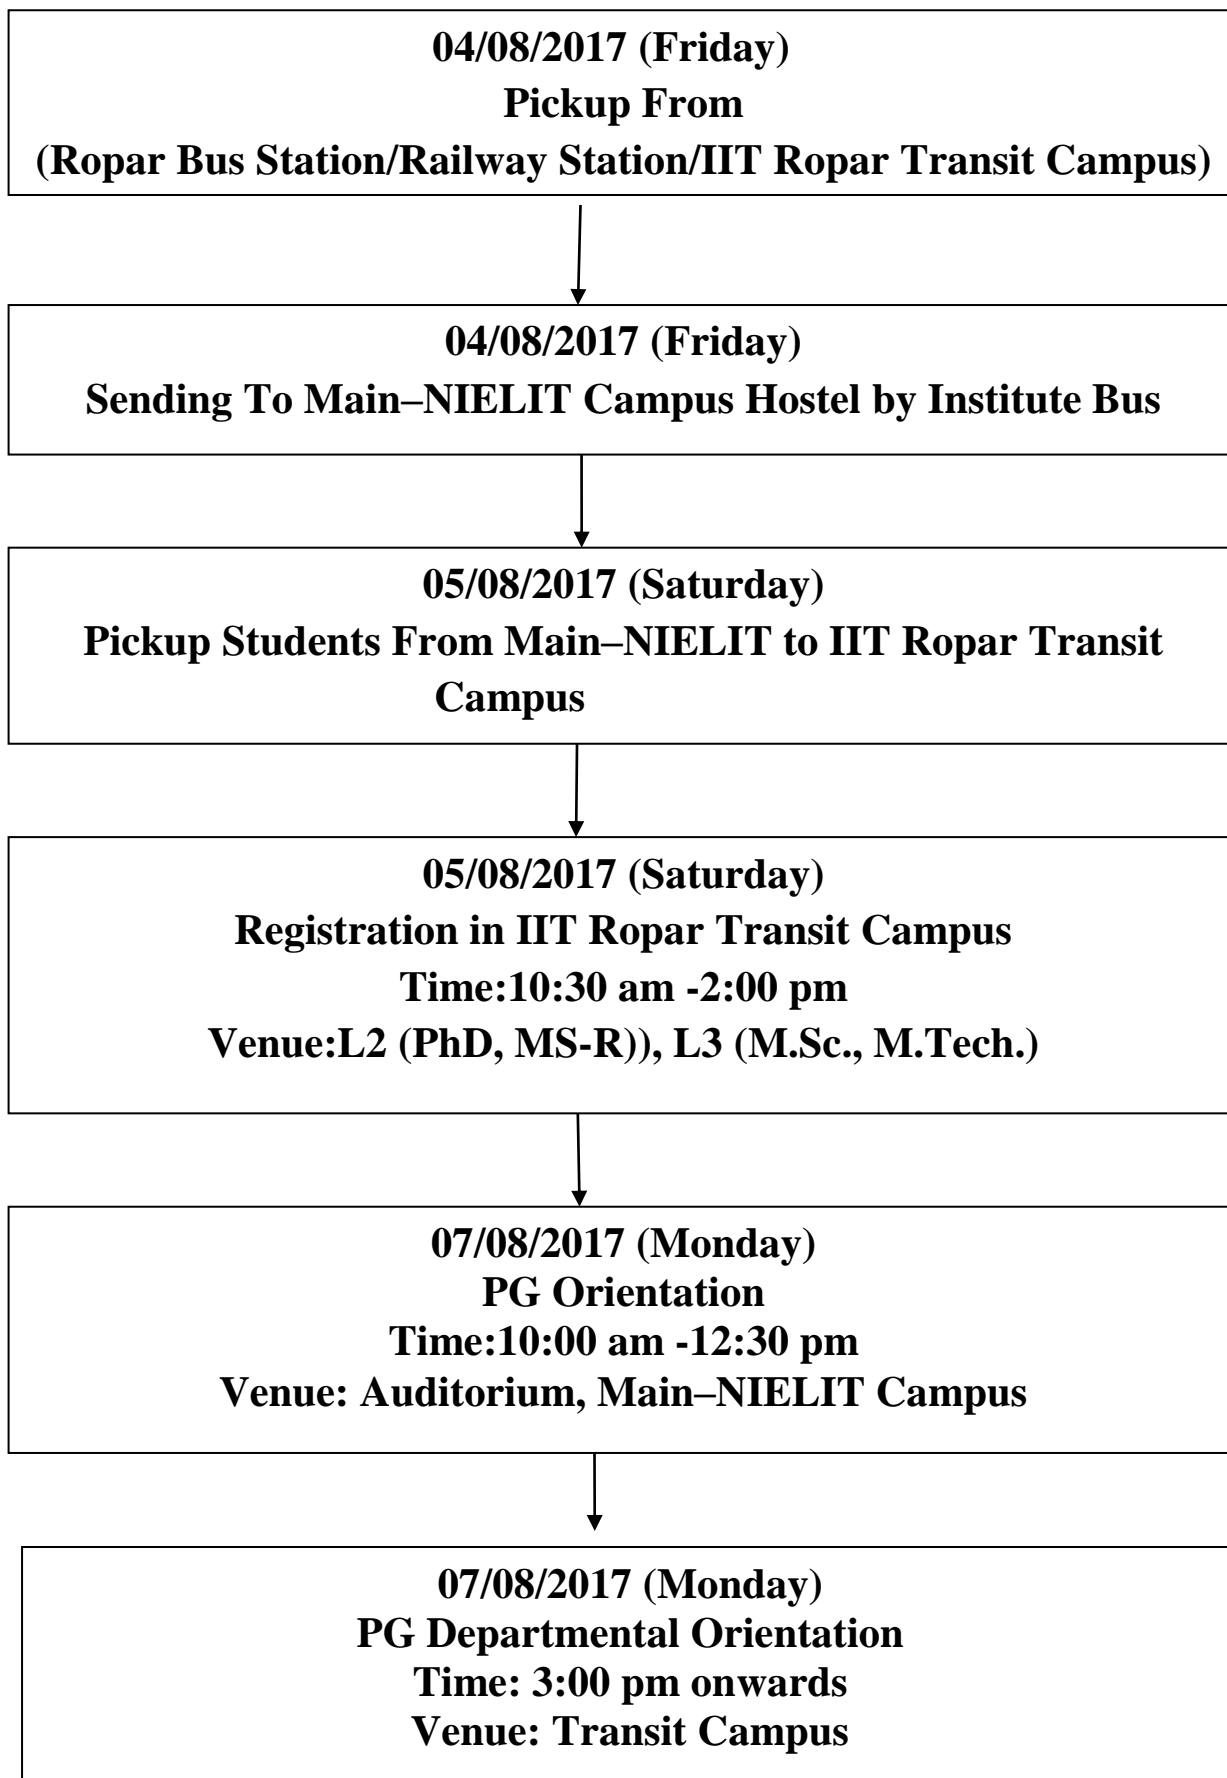 04/08/2017 (Friday)
Pickup From
(Ropar Bus Station/Railway Station/IIT Ropar Transit Campus)
04/08/2017 (Friday)
Sending To Main–NIELIT Campus Hostel by Institute Bus
05/08/2017 (Saturday)
Pickup Students From Main–NIELIT to IIT Ropar Transit
Campus
05/08/2017 (Saturday)
Registration in IIT Ropar Transit Campus
Time:10:30 am -2:00 pm
Venue:L2 (PhD, MS-R)), L3 (M.Sc., M.Tech.)
07/08/2017 (Monday)
PG Orientation
Time:10:00 am -12:30 pm
Venue: Auditorium, Main–NIELIT Campus
07/08/2017 (Monday)
PG Departmental Orientation
Time: 3:00 pm onwards
Venue: Transit Campus